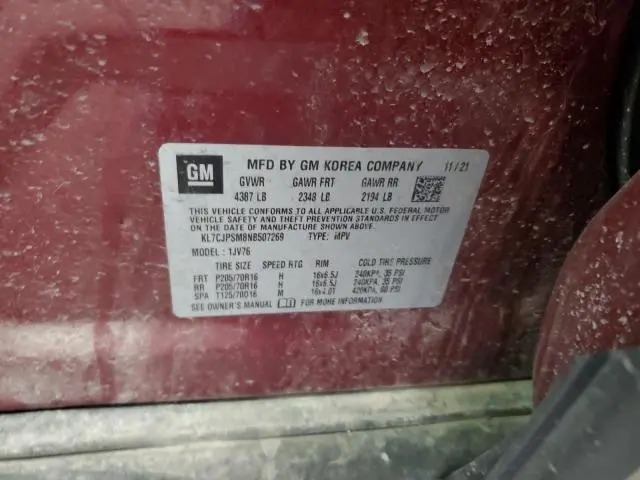 GM MFD BY GM KOREA COMPANY 11/21
GVWR GAWR FRT GAWR RR
4387 LB 2348 LB 2194 LB
THIS VEHICLE CONFORMS TO ALL APPLICABLE U.S. FEDERAL MOTOR
VEHICLE SAFETY AND THEFT PREVENTION STANDARDS IN EFFECT
ON THE DATE OF MANUFACTURE SHOWN ABOVE.
KL7CJPSM8NB507269 TYPE: MPV
MODEL: 1JV76
TIRE SIZE SPEED RTG RIM COLD TIRE PRESSURE
FRT P205/70R16 H 16x6.5J 240KPA, 35 PSI
RR P205/70R16 H 16x6.5J 240KPA, 35 PSI
SPA T125/70D16 M 16x4.0T 420KPA, 60 PSI
SEE OWNER'S MANUAL FOR MORE INFORMATION.